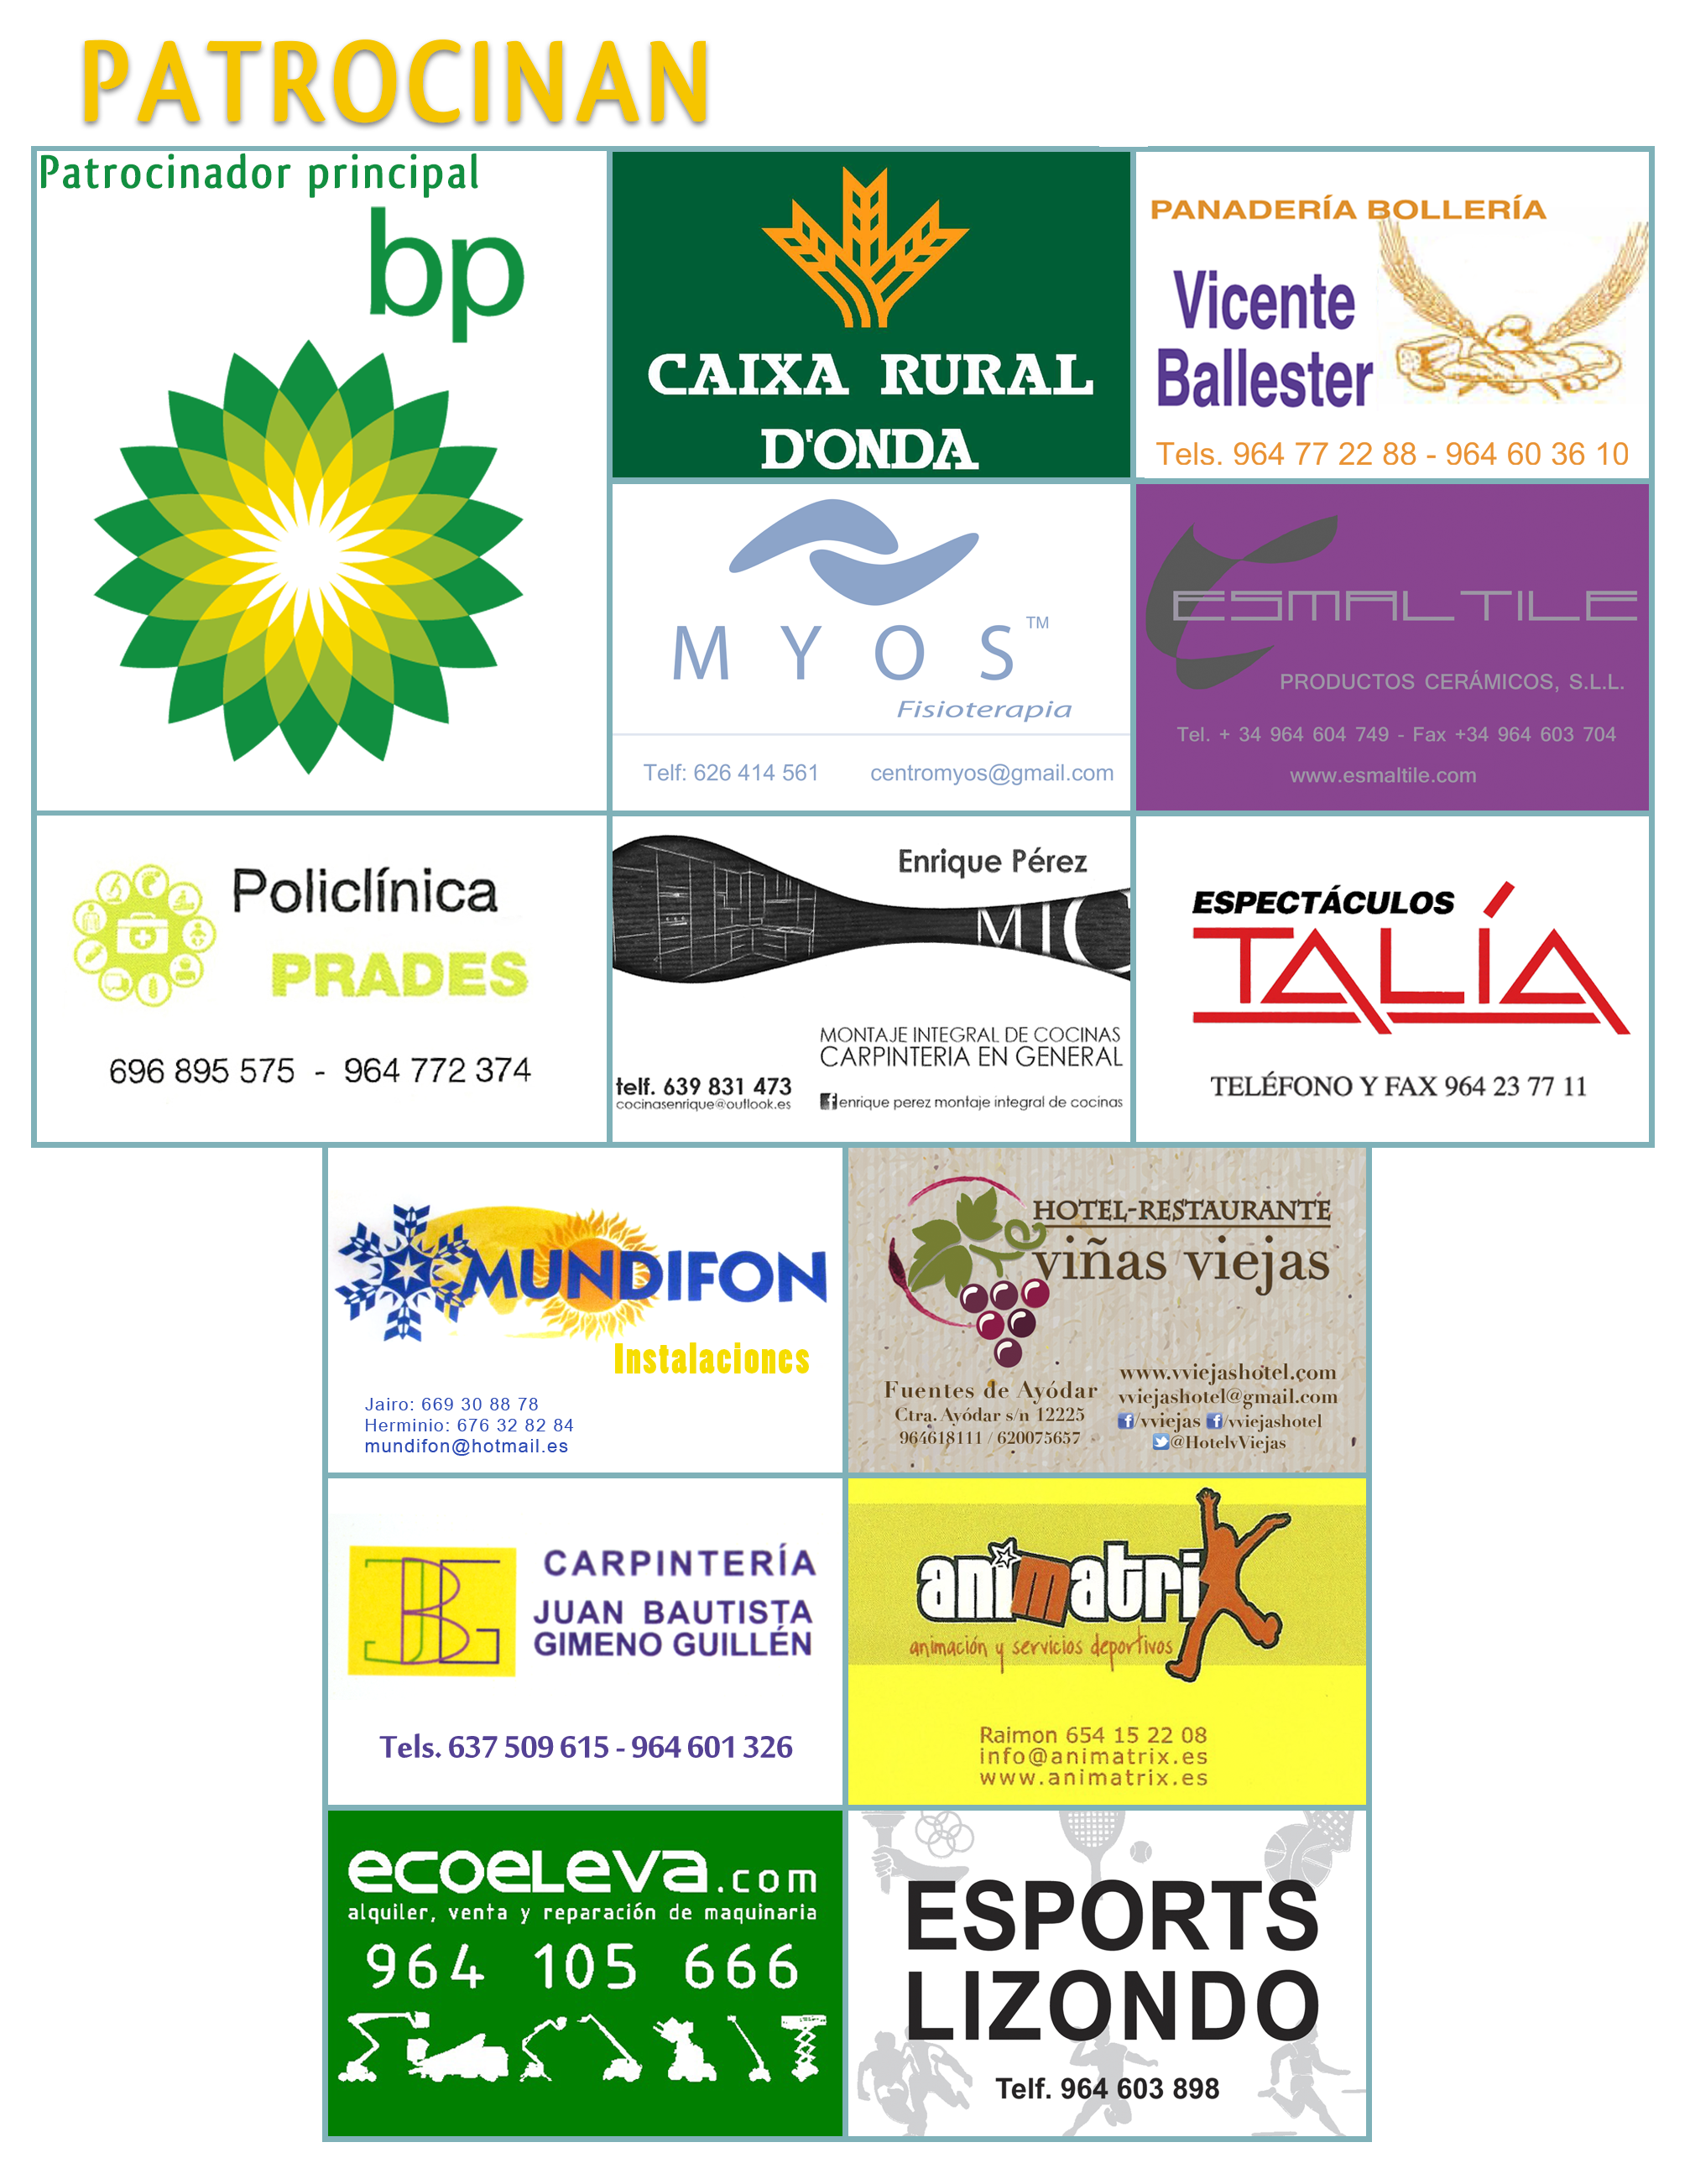 PATROCINAN
Patrocinador principal
bp
CAIXA RURAL
D'ONDA
PANADERÍA BOLLERÍA
Vicente
Ballester
Tels. 964 77 22 88 - 964 60 36 10
MYOS™
Fisioterapia
Telf: 626 414 561 centromyos@gmail.com
ESMALTILE
PRODUCTOS CERÁMICOS, S.L.L.
Tel. + 34 964 604 749 - Fax +34 964 603 704
www.esmaltile.com
Policlínica
PRADES
696 895 575 - 964 772 374
Enrique Pérez
MIC
MONTAJE INTEGRAL DE COCINAS
CARPINTERIA EN GENERAL
telf. 639 831 473
cocinasenrique@outlook.es
enrique perez montaje integral de cocinas
ESPECTÁCULOS
TALÍA
TELÉFONO Y FAX 964 23 77 11
MUNDIFON
Instalaciones
Jairo: 669 30 88 78
Herminio: 676 32 82 84
mundifon@hotmail.es
HOTEL-RESTAURANTE
viñas viejas
Fuentes de Ayódar
Ctra. Ayódar s/n 12225
964618111 / 620075657
www.vviejashotel.com
vviejashotel@gmail.com
/vviejas /vviejashotel
@HotelvViejas
JBG
CARPINTERÍA
JUAN BAUTISTA
GIMENO GUILLÉN
Tels. 637 509 615 - 964 601 326
animatrix
animación y servicios deportivos
Raimon 654 15 22 08
info@animatrix.es
www.animatrix.es
ecoeleva.com
alquiler, venta y reparación de maquinaria
964 105 666
ESPORTS
LIZONDO
Telf. 964 603 898